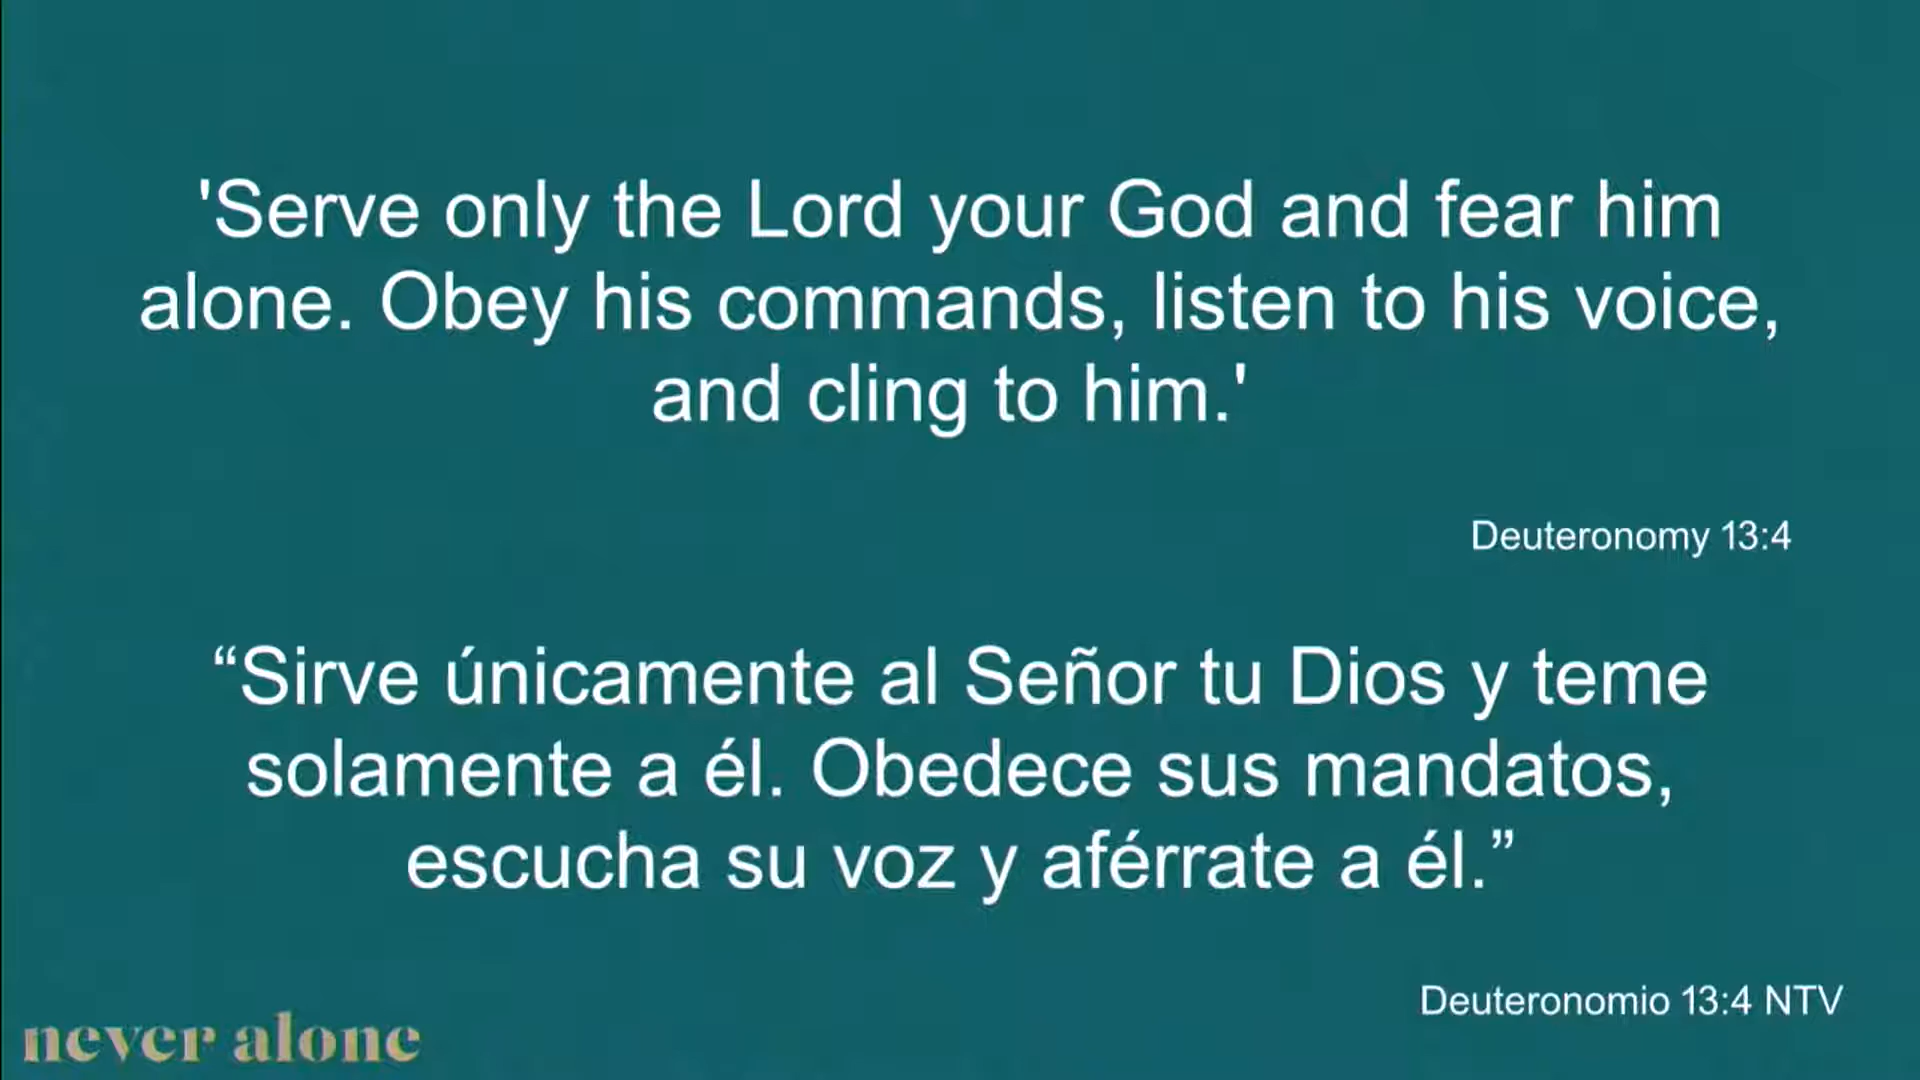 'Serve only the Lord your God and fear him
alone. Obey his commands, listen to his voice,
and cling to him.'
Deuteronomy 13:4
“Sirve únicamente al Señor tu Dios y teme
solamente a él. Obedece sus mandatos,
escucha su voz y aférrate a él.”
Deuteronomio 13:4 NTV
never alone